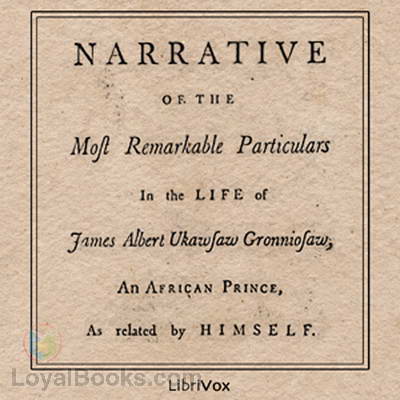 NARRATIVE
OF THE
Moſt Remarkable Particulars
In the LIFE of
James Albert Ukawſaw Gronnioſaw,
An African Prince,
As related by HIMSELF.
LoyalBooks.com
LibriVox